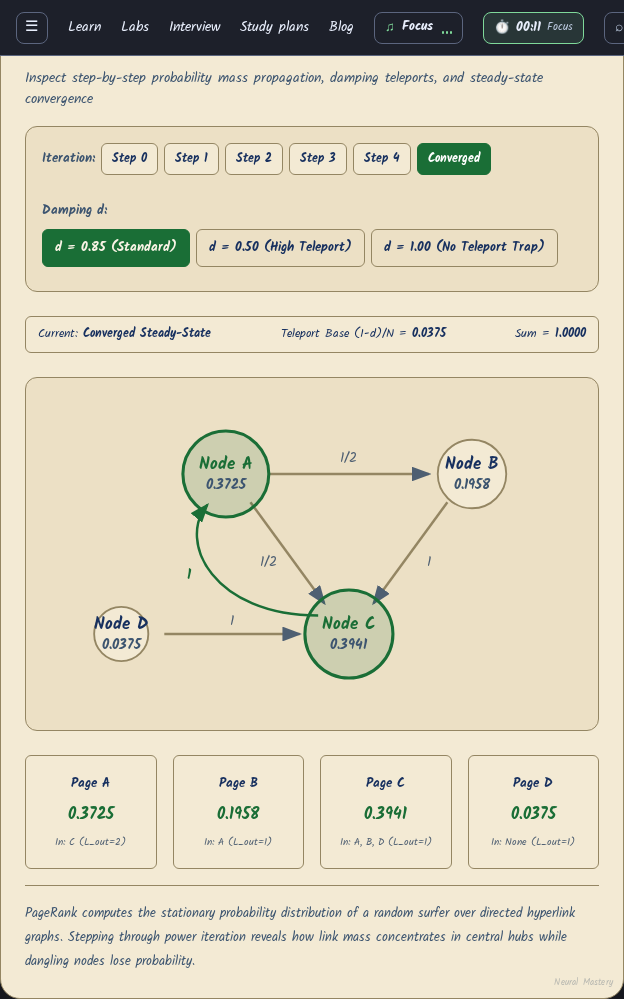 ☰ Learn Labs Interview Study plans Blog ♫ Focus ... ⏱ 00:11 Focus
Inspect step-by-step probability mass propagation, damping teleports, and steady-state
convergence
Iteration: Step 0 Step 1 Step 2 Step 3 Step 4 Converged
Damping d:
d = 0.85 (Standard) d = 0.50 (High Teleport) d = 1.00 (No Teleport Trap)
Current: Converged Steady-State Teleport Base (1-d)/N = 0.0375 Sum = 1.0000
1/2
Node A Node B
0.3725 0.1958
1/2 1
1
1
Node D Node C
0.0375 0.3941
Page A Page B Page C Page D
0.3725 0.1958 0.3941 0.0375
In: C (L_out=2) In: A (L_out=1) In: A, B, D (L_out=1) In: None (L_out=1)
PageRank computes the stationary probability distribution of a random surfer over directed hyperlink
graphs. Stepping through power iteration reveals how link mass concentrates in central hubs while
dangling nodes lose probability.
Neural Mastery